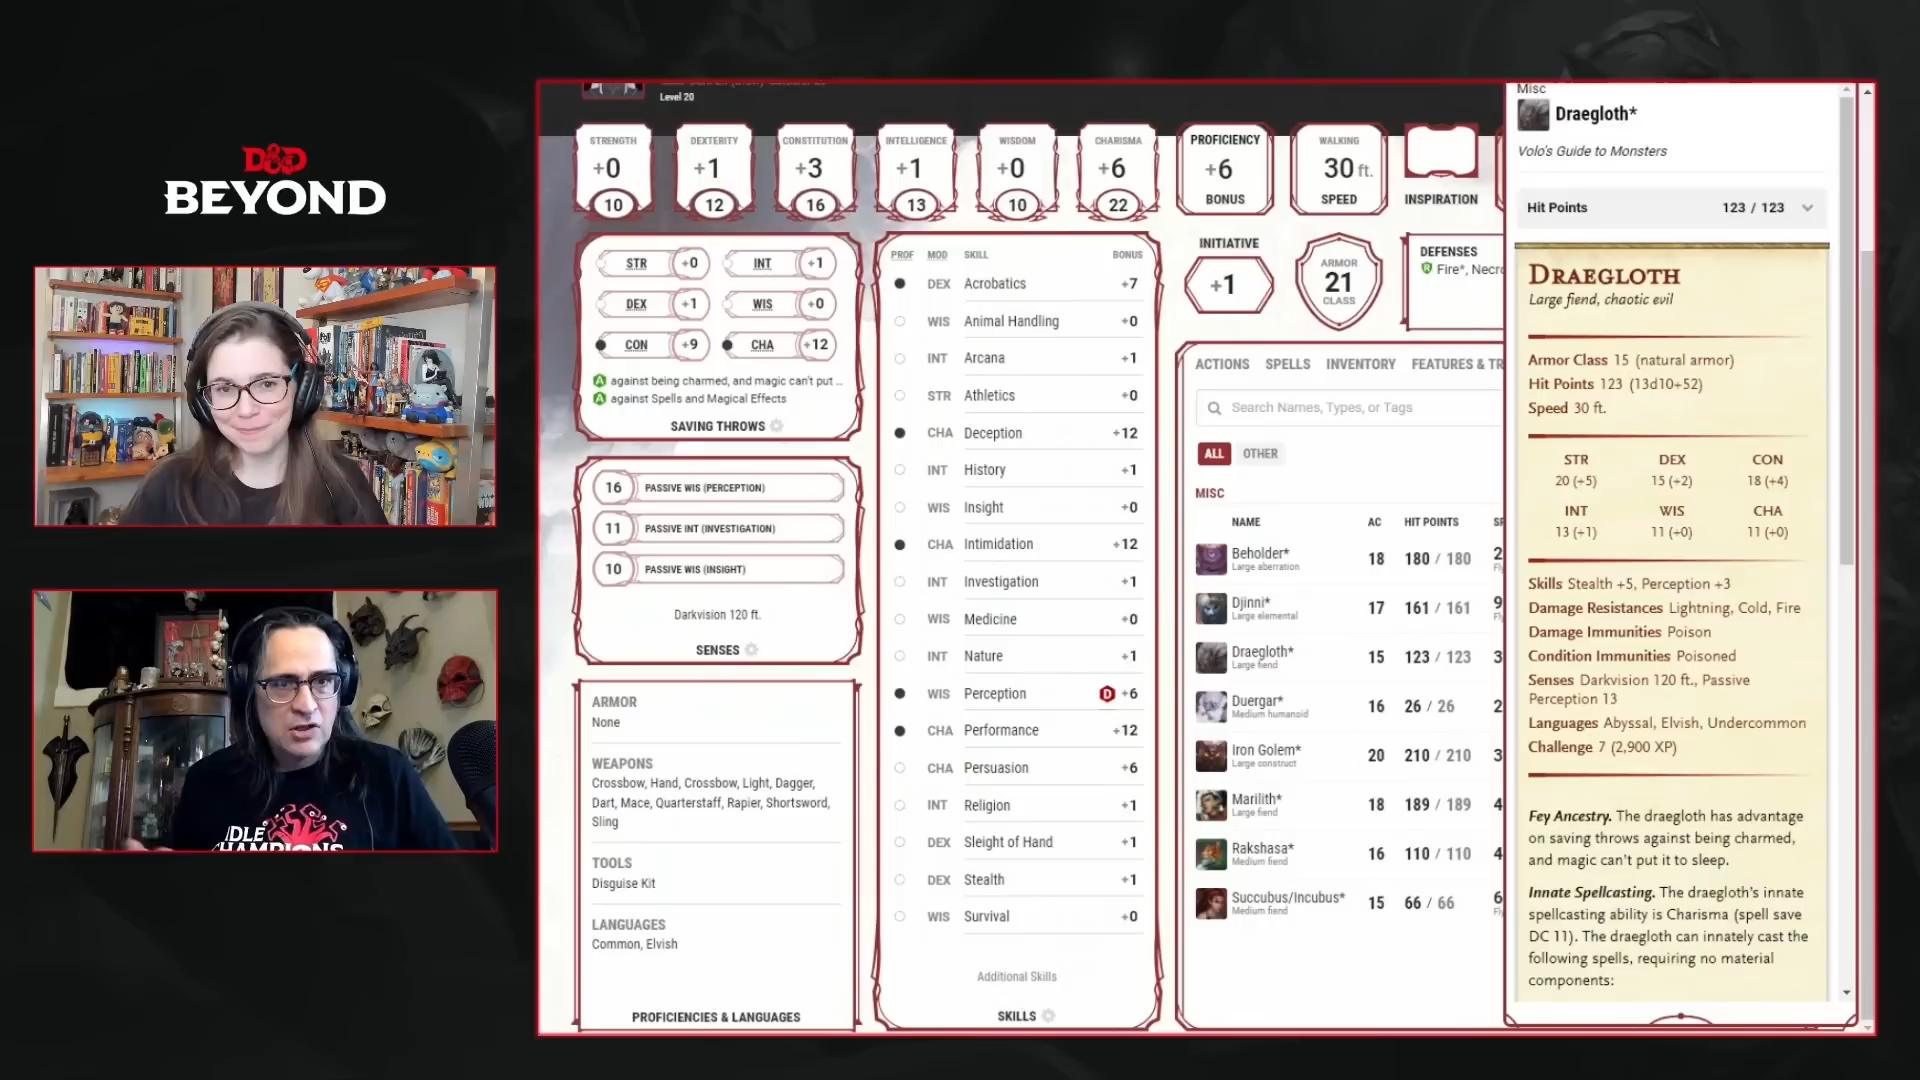 D&D
BEYOND
IDLE
CHAMPIONS
Level 20
STRENGTH
+0
10
DEXTERITY
+1
12
CONSTITUTION
+3
16
INTELLIGENCE
+1
13
WISDOM
+0
10
CHARISMA
+6
22
PROFICIENCY
+6
BONUS
WALKING
30 ft.
SPEED
INSPIRATION
STR +0 INT +1
DEX +1 WIS +0
CON +9 CHA +12
against being charmed, and magic can't put ...
against Spells and Magical Effects
SAVING THROWS
16 PASSIVE WIS (PERCEPTION)
11 PASSIVE INT (INVESTIGATION)
10 PASSIVE WIS (INSIGHT)
Darkvision 120 ft.
SENSES
ARMOR
None
WEAPONS
Crossbow, Hand, Crossbow, Light, Dagger,
Dart, Mace, Quarterstaff, Rapier, Shortsword,
Sling
TOOLS
Disguise Kit
LANGUAGES
Common, Elvish
PROFICIENCIES & LANGUAGES
PROF MOD SKILL BONUS
DEX Acrobatics +7
WIS Animal Handling +0
INT Arcana +1
STR Athletics +0
CHA Deception +12
INT History +1
WIS Insight +0
CHA Intimidation +12
INT Investigation +1
WIS Medicine +0
INT Nature +1
WIS Perception D +6
CHA Performance +12
CHA Persuasion +6
INT Religion +1
DEX Sleight of Hand +1
DEX Stealth +1
WIS Survival +0
Additional Skills
SKILLS
INITIATIVE
+1
ARMOR
21
CLASS
DEFENSES
Fire*, Necro
ACTIONS SPELLS INVENTORY FEATURES & TR
Search Names, Types, or Tags
ALL OTHER
MISC
NAME AC HIT POINTS SP
Beholder* 18 180 / 180 2
Large aberration
Djinni* 17 161 / 161 9
Large elemental
Draegloth* 15 123 / 123 3
Large fiend
Duergar* 16 26 / 26 2
Medium humanoid
Iron Golem* 20 210 / 210 3
Large construct
Marilith* 18 189 / 189 4
Large fiend
Rakshasa* 16 110 / 110 4
Medium fiend
Succubus/Incubus* 15 66 / 66 6
Medium fiend
Misc
Draegloth*
Volo's Guide to Monsters
Hit Points 123 / 123
DRAEGLOTH
Large fiend, chaotic evil
Armor Class 15 (natural armor)
Hit Points 123 (13d10+52)
Speed 30 ft.
STR DEX CON
20 (+5) 15 (+2) 18 (+4)
INT WIS CHA
13 (+1) 11 (+0) 11 (+0)
Skills Stealth +5, Perception +3
Damage Resistances Lightning, Cold, Fire
Damage Immunities Poison
Condition Immunities Poisoned
Senses Darkvision 120 ft., Passive
Perception 13
Languages Abyssal, Elvish, Undercommon
Challenge 7 (2,900 XP)
Fey Ancestry. The draegloth has advantage
on saving throws against being charmed,
and magic can't put it to sleep.
Innate Spellcasting. The draegloth's innate
spellcasting ability is Charisma (spell save
DC 11). The draegloth can innately cast the
following spells, requiring no material
components: